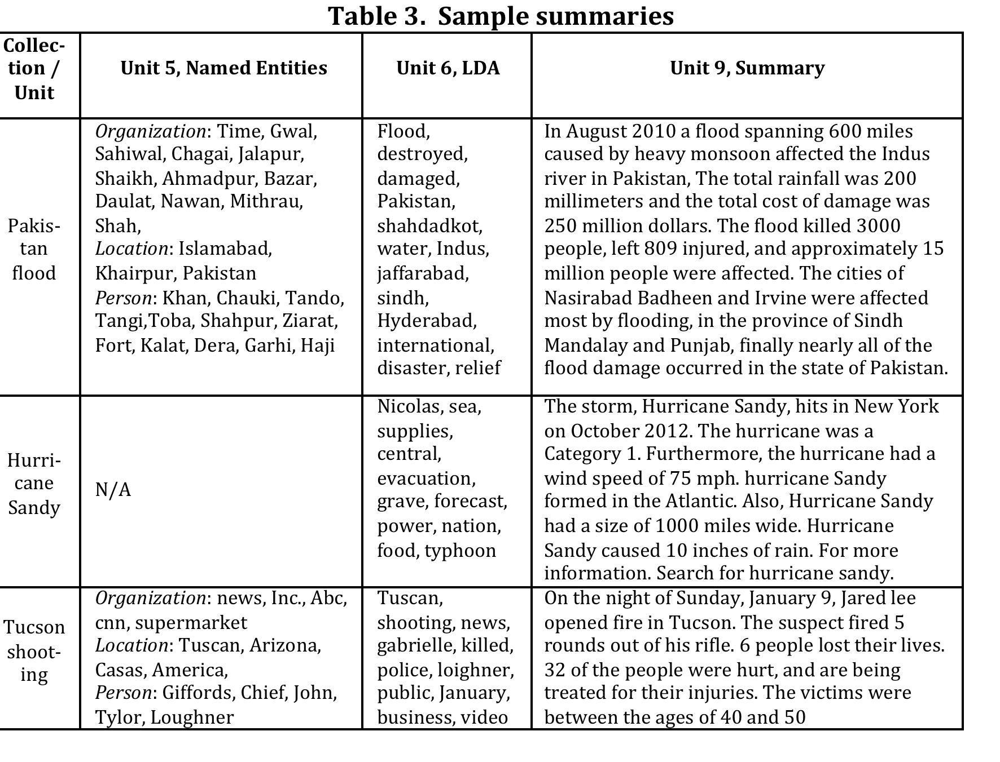 Table 3.  Sample summaries
Collec-
tion /
Unit
Unit 5, Named Entities
Unit 6, LDA
Unit 9, Summary
Pakis-
tan
flood
Organization: Time, Gwal,
Sahiwal, Chagai, Jalapur,
Shaikh, Ahmadpur, Bazar,
Daulat, Nawan, Mithrau,
Shah,
Location: Islamabad,
Khairpur, Pakistan
Person: Khan, Chauki, Tando,
Tangi,Toba, Shahpur, Ziarat,
Fort, Kalat, Dera, Garhi, Haji
Flood,
destroyed,
damaged,
Pakistan,
shahdadkot,
water, Indus,
jaffarabad,
sindh,
Hyderabad,
international,
disaster, relief
In August 2010 a flood spanning 600 miles
caused by heavy monsoon affected the Indus
river in Pakistan, The total rainfall was 200
millimeters and the total cost of damage was
250 million dollars. The flood killed 3000
people, left 809 injured, and approximately 15
million people were affected. The cities of
Nasirabad Badheen and Irvine were affected
most by flooding, in the province of Sindh
Mandalay and Punjab, finally nearly all of the
flood damage occurred in the state of Pakistan.
Hurri-
cane
Sandy
N/A
Nicolas, sea,
supplies,
central,
evacuation,
grave, forecast,
power, nation,
food, typhoon
The storm, Hurricane Sandy, hits in New York
on October 2012. The hurricane was a
Category 1. Furthermore, the hurricane had a
wind speed of 75 mph. hurricane Sandy
formed in the Atlantic. Also, Hurricane Sandy
had a size of 1000 miles wide. Hurricane
Sandy caused 10 inches of rain. For more
information. Search for hurricane sandy.
Tucson
shoot-
ing
Organization: news, Inc., Abc,
cnn, supermarket
Location: Tuscan, Arizona,
Casas, America,
Person: Giffords, Chief, John,
Tylor, Loughner
Tuscan,
shooting, news,
gabrielle, killed,
police, loighner,
public, January,
business, video
On the night of Sunday, January 9, Jared lee
opened fire in Tucson. The suspect fired 5
rounds out of his rifle. 6 people lost their lives.
32 of the people were hurt, and are being
treated for their injuries. The victims were
between the ages of 40 and 50